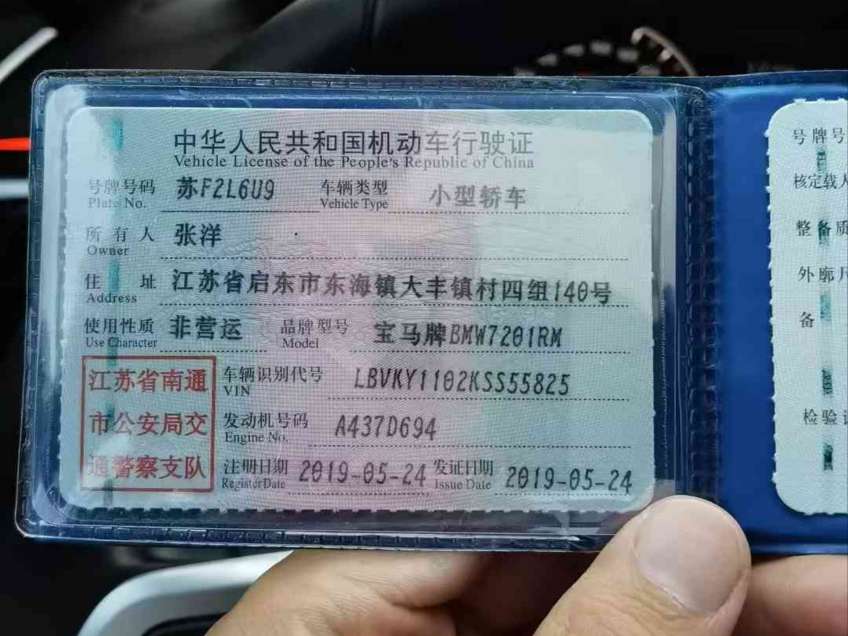 中华人民共和国机动车行驶证
Vehicle License of the People's Republic of China
号牌号码 苏F2L6U9 车辆类型 小型轿车
Plate No. Vehicle Type
所有人 张洋
Owner
住址 江苏省启东市东海镇大丰镇村四组140号
Address
使用性质 非营运 品牌型号 宝马牌BMW7201RM
Use Character Model
江苏省南通
市公安局交
通警察支队
车辆识别代号 LBVKY1102KSS55825
VIN
发动机号码 A437D694
Engine No.
注册日期 2019-05-24 发证日期 2019-05-24
Register Date Issue Date
号牌号
核定载人
整备质
外廓尺
备
检验